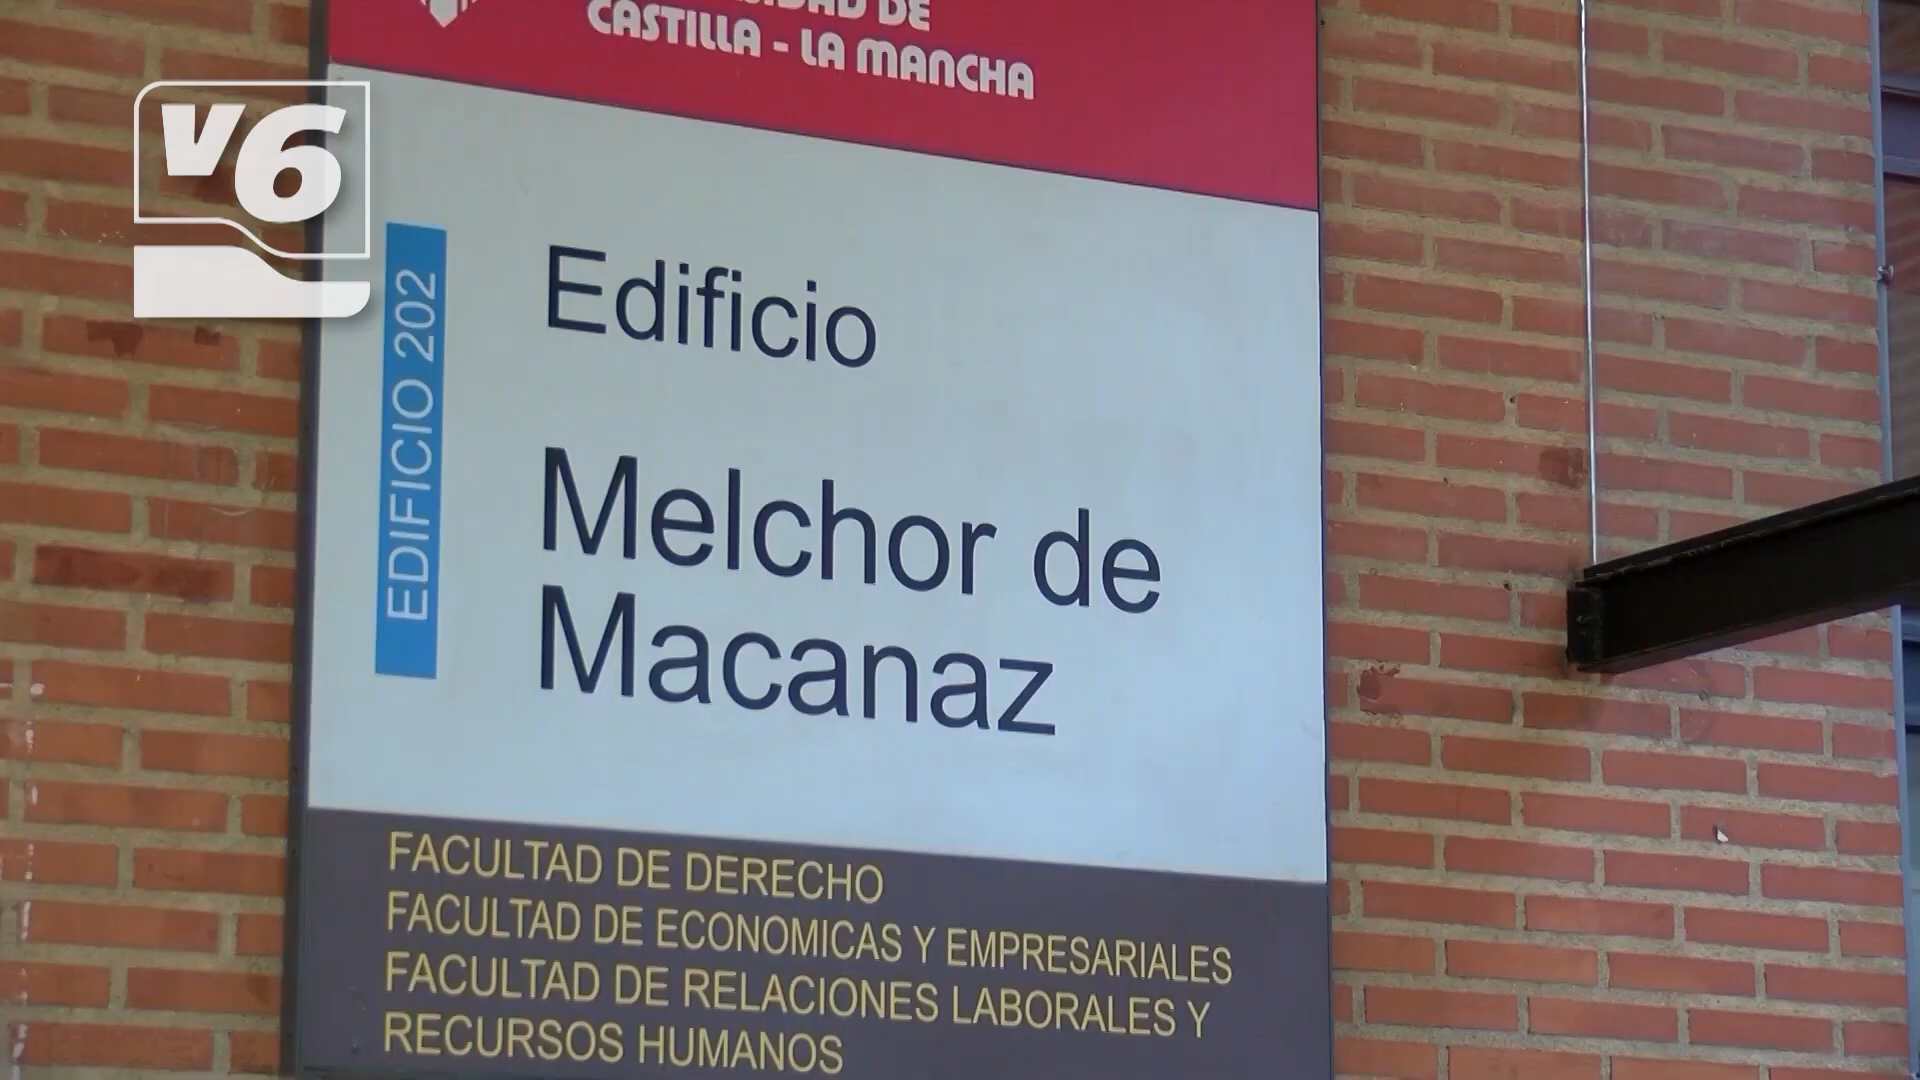 DE
CASTILLA - LA MANCHA
V6
EDIFICIO 202
Edificio
Melchor de
Macanaz
FACULTAD DE DERECHO
FACULTAD DE ECONOMICAS Y EMPRESARIALES
FACULTAD DE RELACIONES LABORALES Y
RECURSOS HUMANOS